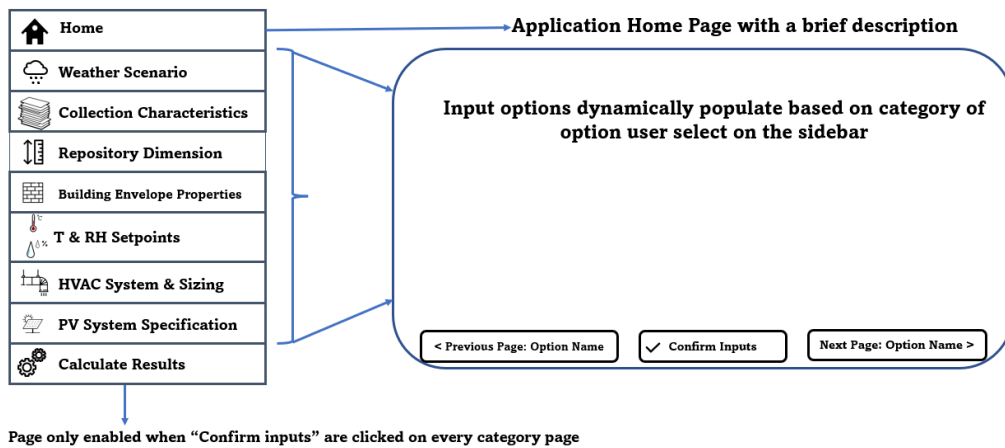 Home
Application Home Page with a brief description
Weather Scenario
Collection Characteristics
Repository Dimension
Building Envelope Properties
°C
%
T & RH Setpoints
HVAC System & Sizing
PV System Specification
Calculate Results
Input options dynamically populate based on category of
option user select on the sidebar
< Previous Page: Option Name
Confirm Inputs
Next Page: Option Name >
Page only enabled when “Confirm inputs” are clicked on every category page